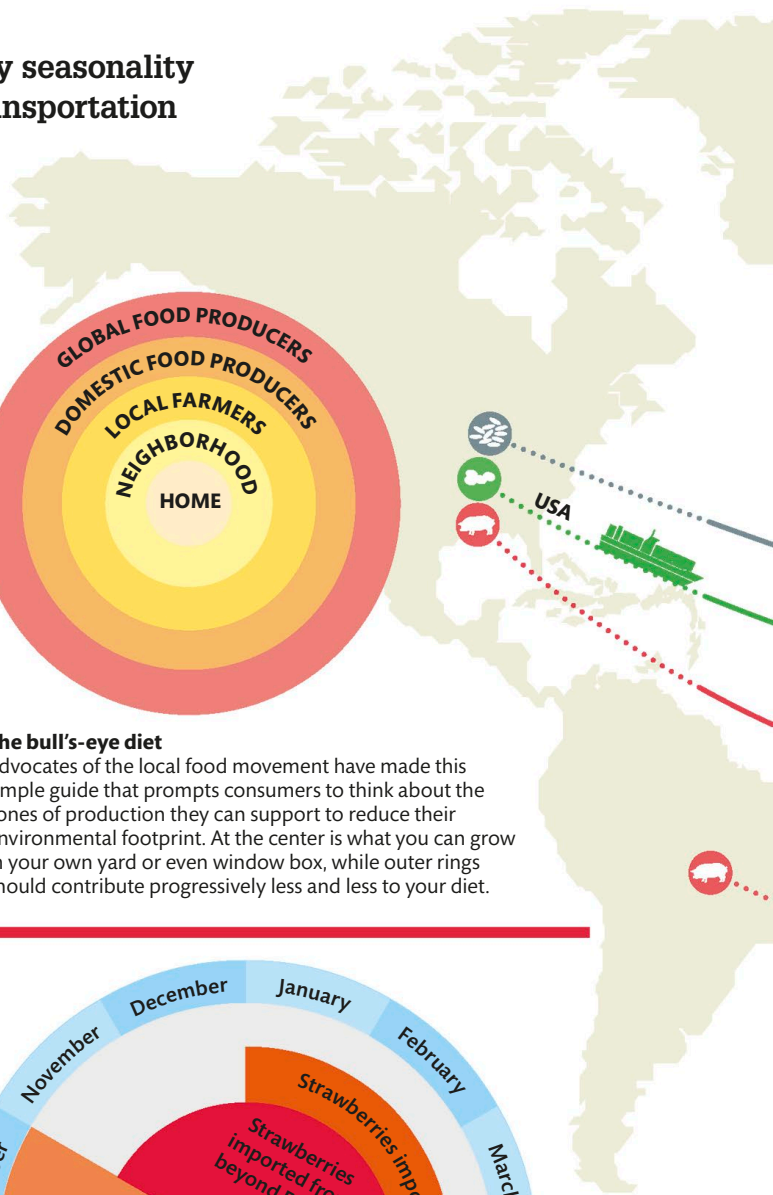 y seasonality
nsportation
GLOBAL FOOD PRODUCERS
DOMESTIC FOOD PRODUCERS
LOCAL FARMERS
NEIGHBORHOOD
HOME
USA
he bull's-eye diet
dvocates of the local food movement have made this
mple guide that prompts consumers to think about the
ones of production they can support to reduce their
nvironmental footprint. At the center is what you can grow
n your own yard or even window box, while outer rings
hould contribute progressively less and less to your diet.
November
December
January
February
March
Strawberries impo
Strawberries
imported fro
beyond